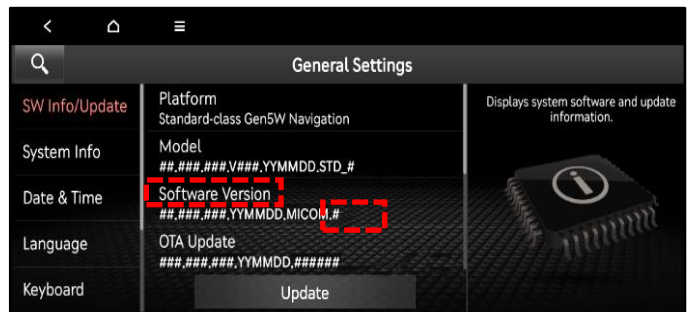 General Settings
SW Info/Update
System Info
Date & Time
Language
Keyboard
Platform
Standard-class Gen5W Navigation
Model
##.###.###.V###.YYMMDD.STD_#
Software Version
##.###.###.YYMMDD.MICOM.#
OTA Update
###.###.###.YYMMDD.######
Update
Displays system software and update
information.